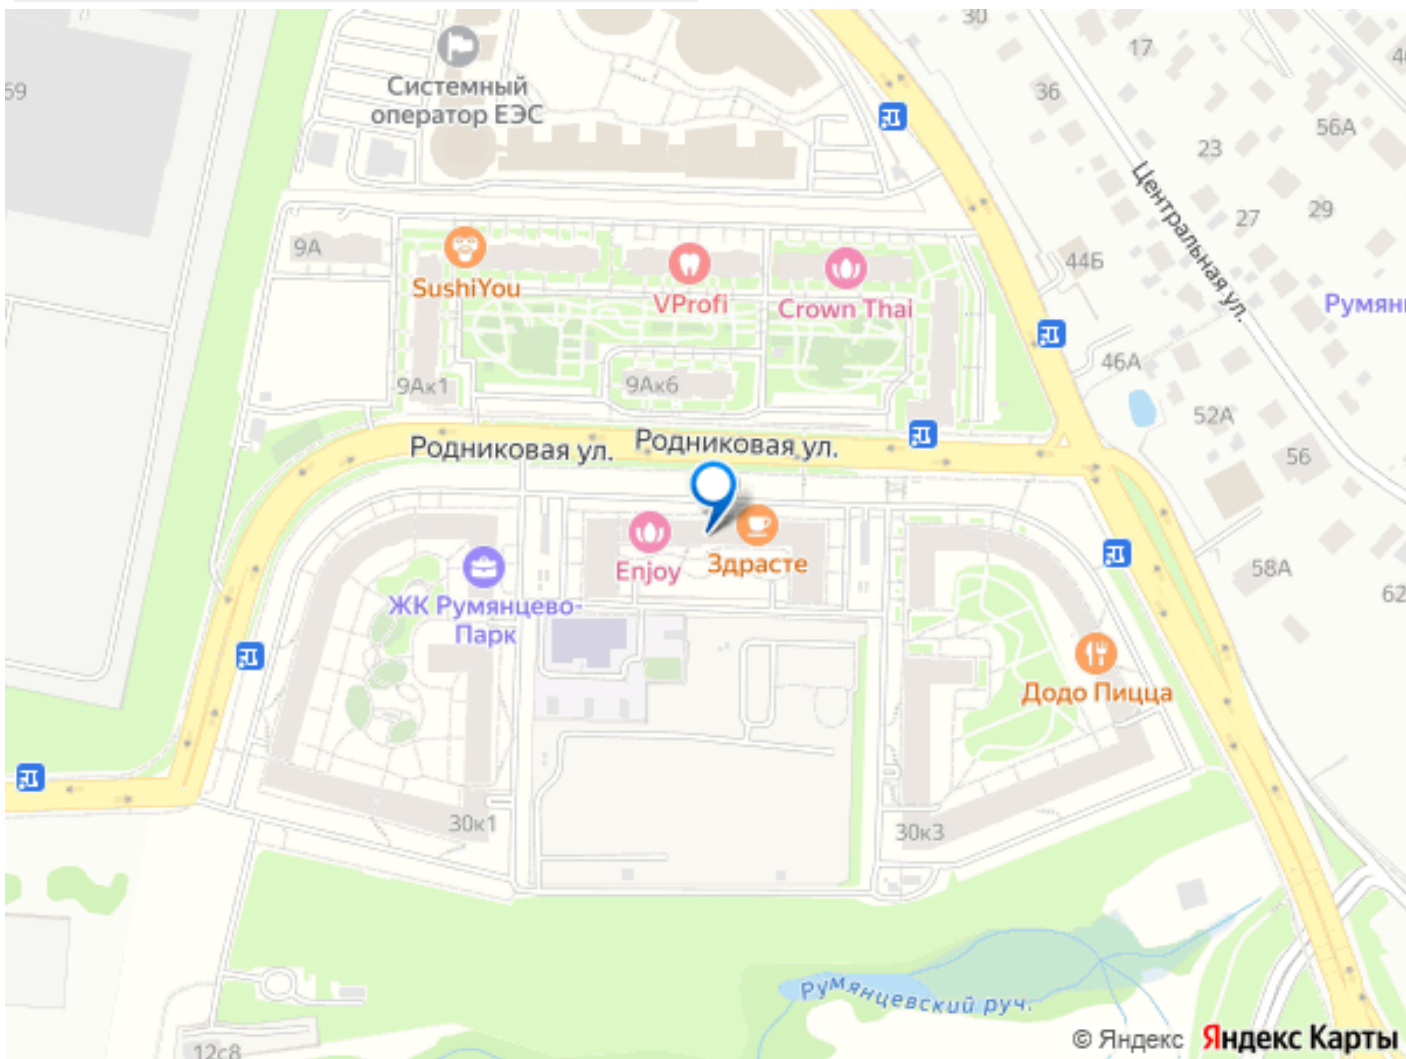 30
17
59
36
Системный
оператор ЕЭС
56А
23
Центральная ул.
27
29
9А
44Б
SushiYou
VProfi
Crown Thai
46А
9Ак1
9Ак6
52А
Родниковая ул.
Родниковая ул.
56
Enjoy
Здрасте
58А
62
ЖК Румянцево-
Парк
Додо Пицца
30к1
30к3
Румянцевский руч.
12с8
© Яндекс Яндекс Карты